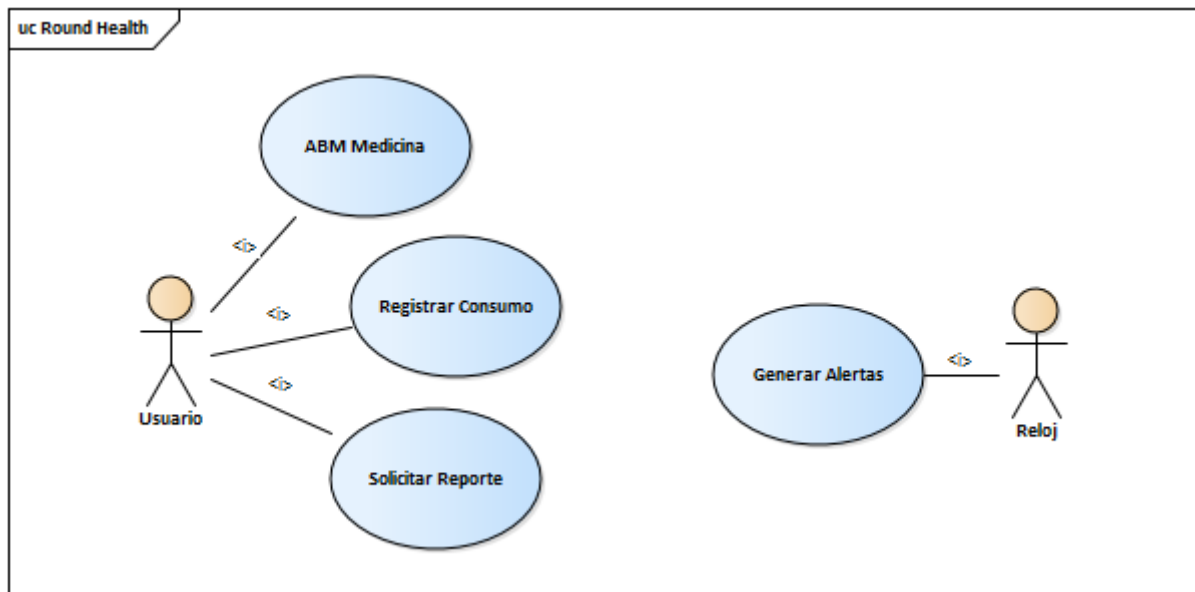 uc Round Health
ABM Medicina
<i>
Registrar Consumo
<i>
<i>
Generar Alertas
<i>
Usuario
Reloj
Solicitar Reporte